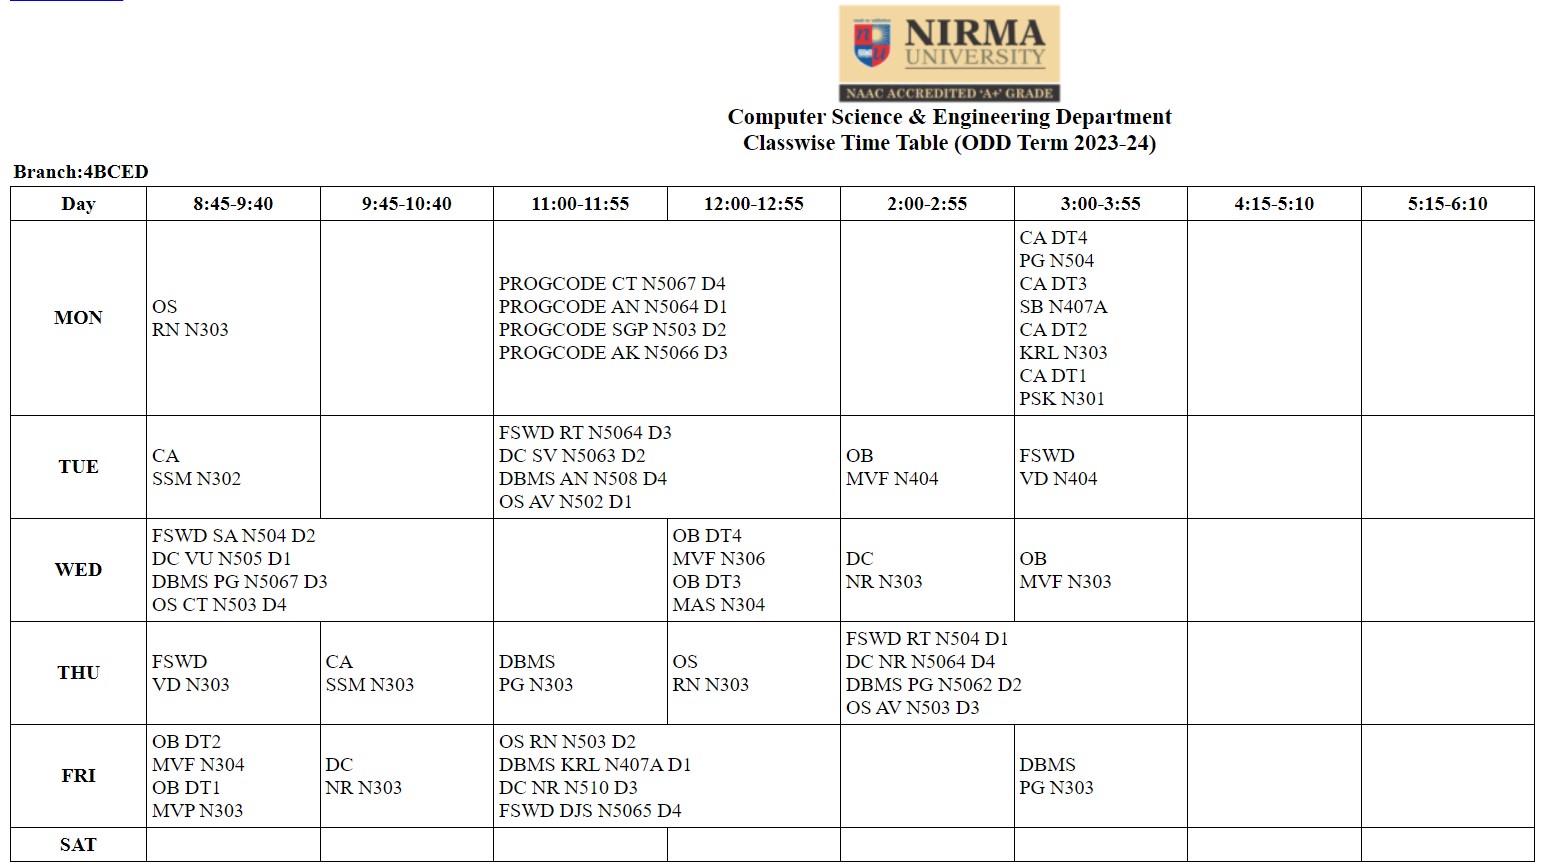 NIRMA
UNIVERSITY
NAAC ACCREDITED 'A+' GRADE
Computer Science & Engineering Department
Classwise Time Table (ODD Term 2023-24)
Branch:4BCED
Day 8:45-9:40 9:45-10:40 11:00-11:55 12:00-12:55 2:00-2:55 3:00-3:55 4:15-5:10 5:15-6:10
MON
OS
RN N303
PROGCODE CT N5067 D4
PROGCODE AN N5064 D1
PROGCODE SGP N503 D2
PROGCODE AK N5066 D3
CA DT4
PG N504
CA DT3
SB N407A
CA DT2
KRL N303
CA DT1
PSK N301
TUE
CA
SSM N302
FSWD RT N5064 D3
DC SV N5063 D2
DBMS AN N508 D4
OS AV N502 D1
OB
MVF N404
FSWD
VD N404
WED
FSWD SA N504 D2
DC VU N505 D1
DBMS PG N5067 D3
OS CT N503 D4
OB DT4
MVF N306
OB DT3
MAS N304
DC
NR N303
OB
MVF N303
THU
FSWD
VD N303
CA
SSM N303
DBMS
PG N303
OS
RN N303
FSWD RT N504 D1
DC NR N5064 D4
DBMS PG N5062 D2
OS AV N503 D3
FRI
OB DT2
MVF N304
OB DT1
MVP N303
DC
NR N303
OS RN N503 D2
DBMS KRL N407A D1
DC NR N510 D3
FSWD DJS N5065 D4
DBMS
PG N303
SAT